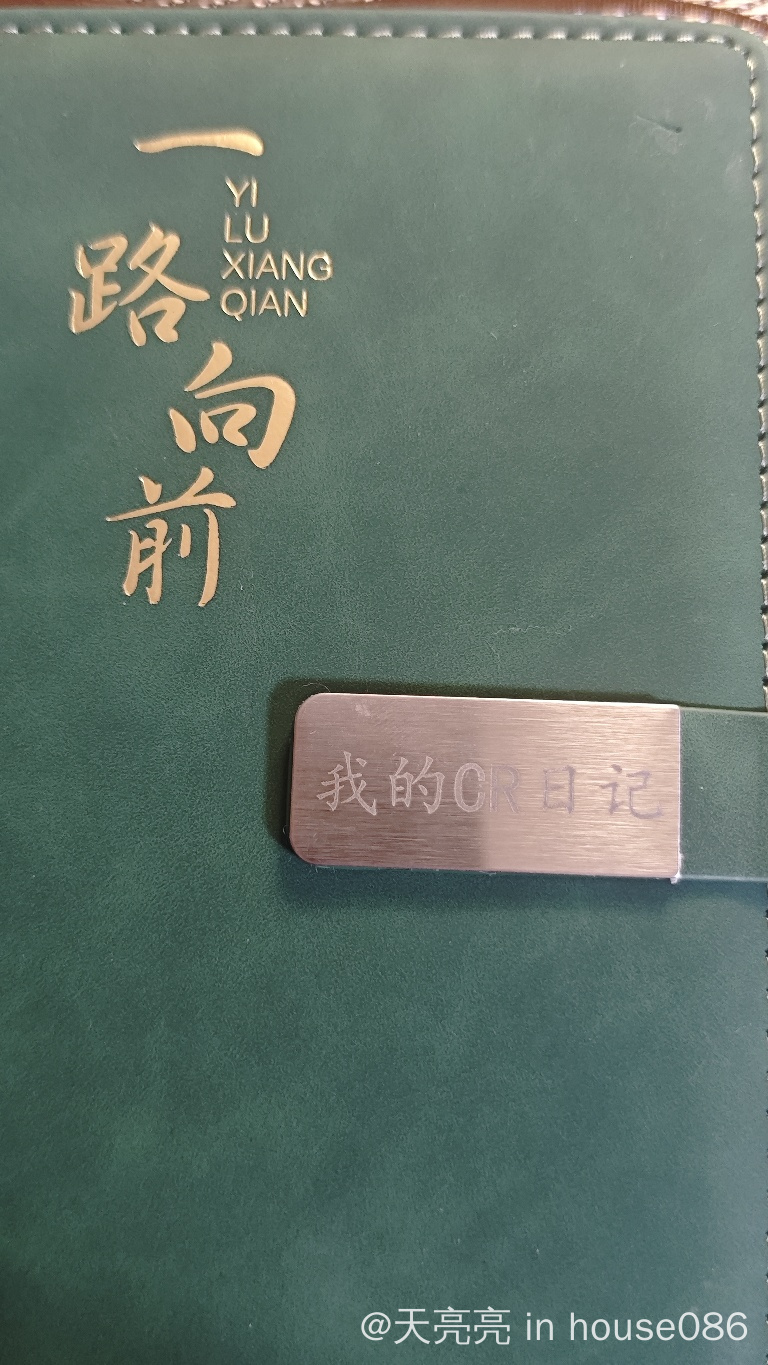 一
路
向
前
YI
LU
XIANG
QIAN
我的CR日记
@天亮亮 in house086